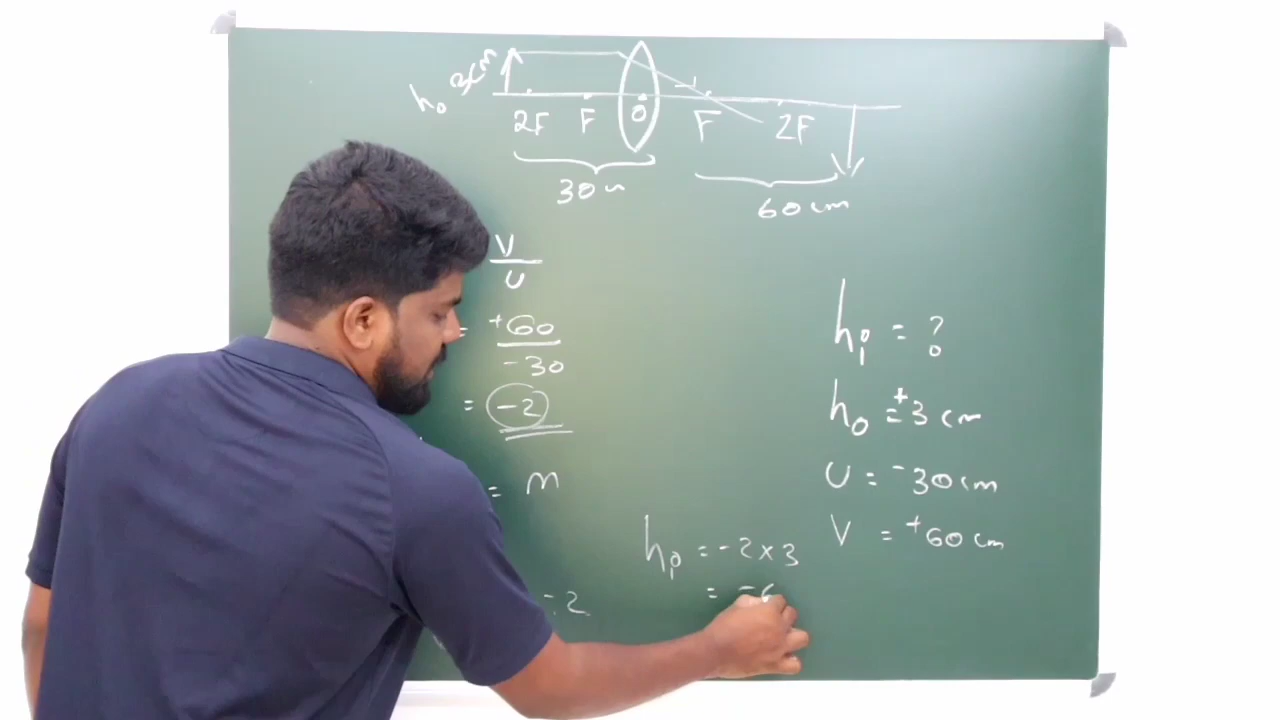 h₀ 3cm
2F F O F 2F
30
60 cm
V
U
= +60
-30
= -2
= m
-2
hᵢ = ?
h₀ = +3 cm
U = -30cm
V = +60 cm
hᵢ = -2 × 3
= -6